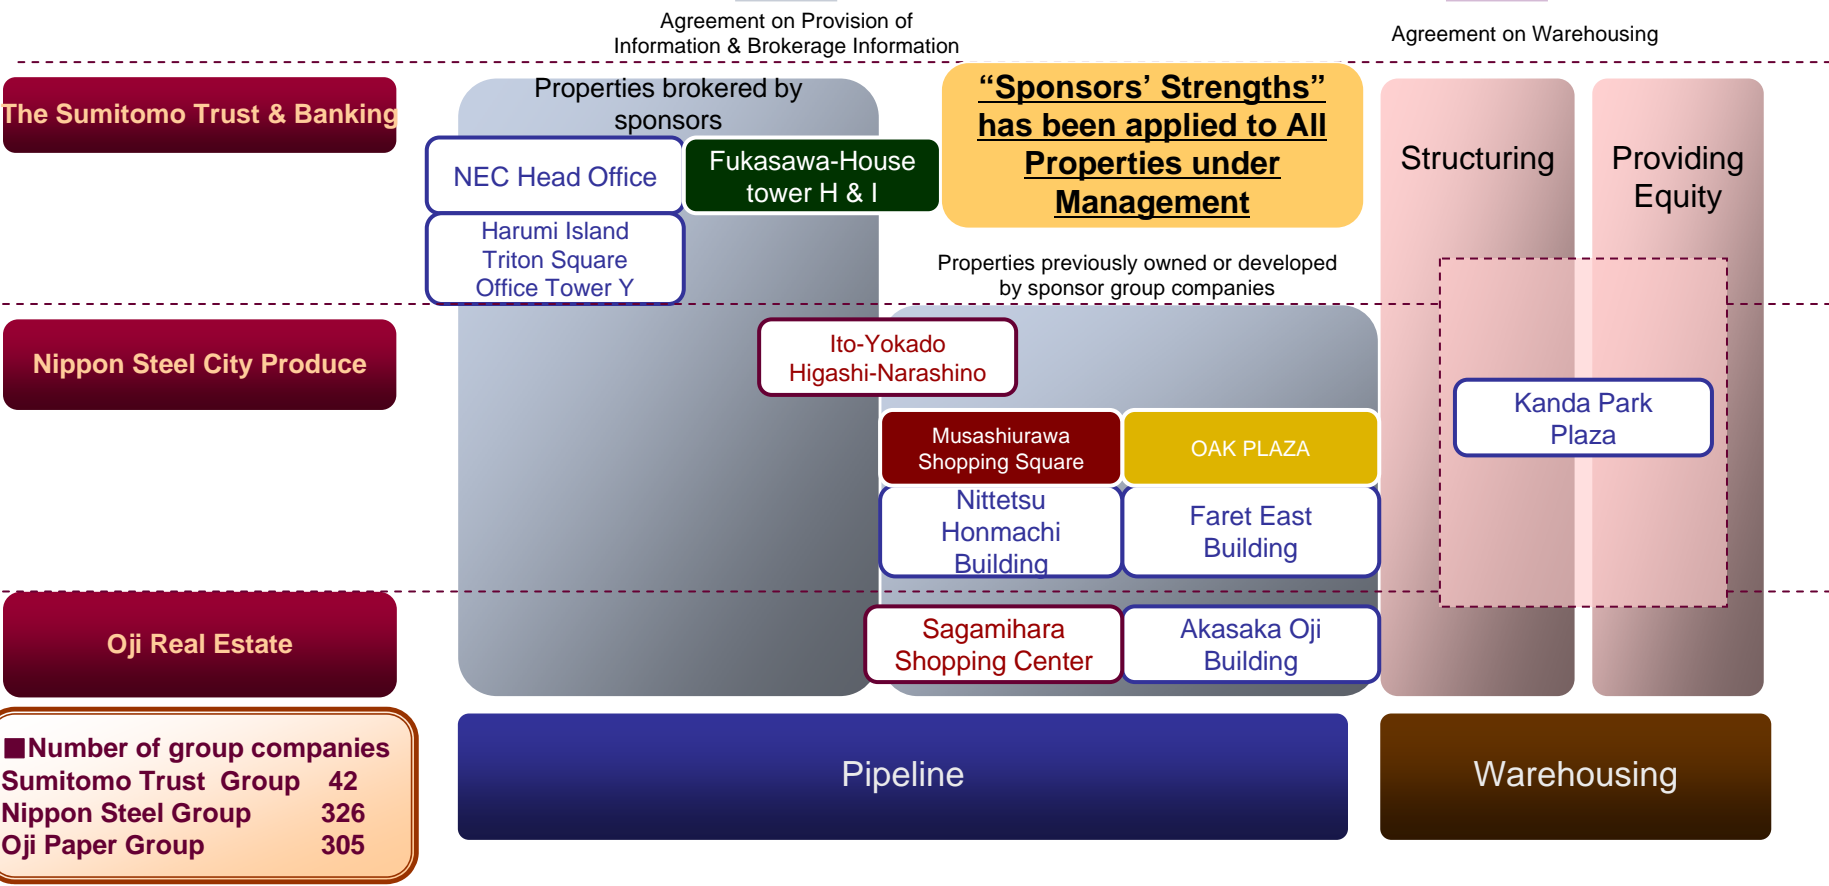 Agreement on Provision of
Information & Brokerage Information
Agreement on Warehousing
The Sumitomo Trust & Banking
Properties brokered by
sponsors
“Sponsors’ Strengths”
has been applied to All
Properties under
Management
Structuring
Providing
Equity
NEC Head Office
Fukasawa-House
tower H & I
Harumi Island
Triton Square
Office Tower Y
Properties previously owned or developed
by sponsor group companies
Nippon Steel City Produce
Ito-Yokado
Higashi-Narashino
Musashiurawa
Shopping Square
OAK PLAZA
Kanda Park
Plaza
Nittetsu
Honmachi
Building
Faret East
Building
Oji Real Estate
Sagamihara
Shopping Center
Akasaka Oji
Building
■Number of group companies
Sumitomo Trust Group 42
Nippon Steel Group 326
Oji Paper Group 305
Pipeline
Warehousing